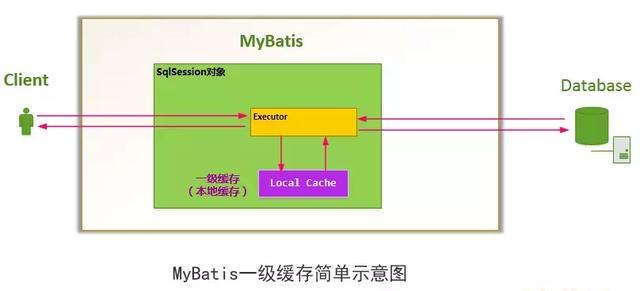 MyBatis
SqlSession对象
Client
Executor
Database
一级缓存
（本地缓存）
Local Cache
MyBatis一级缓存简单示意图